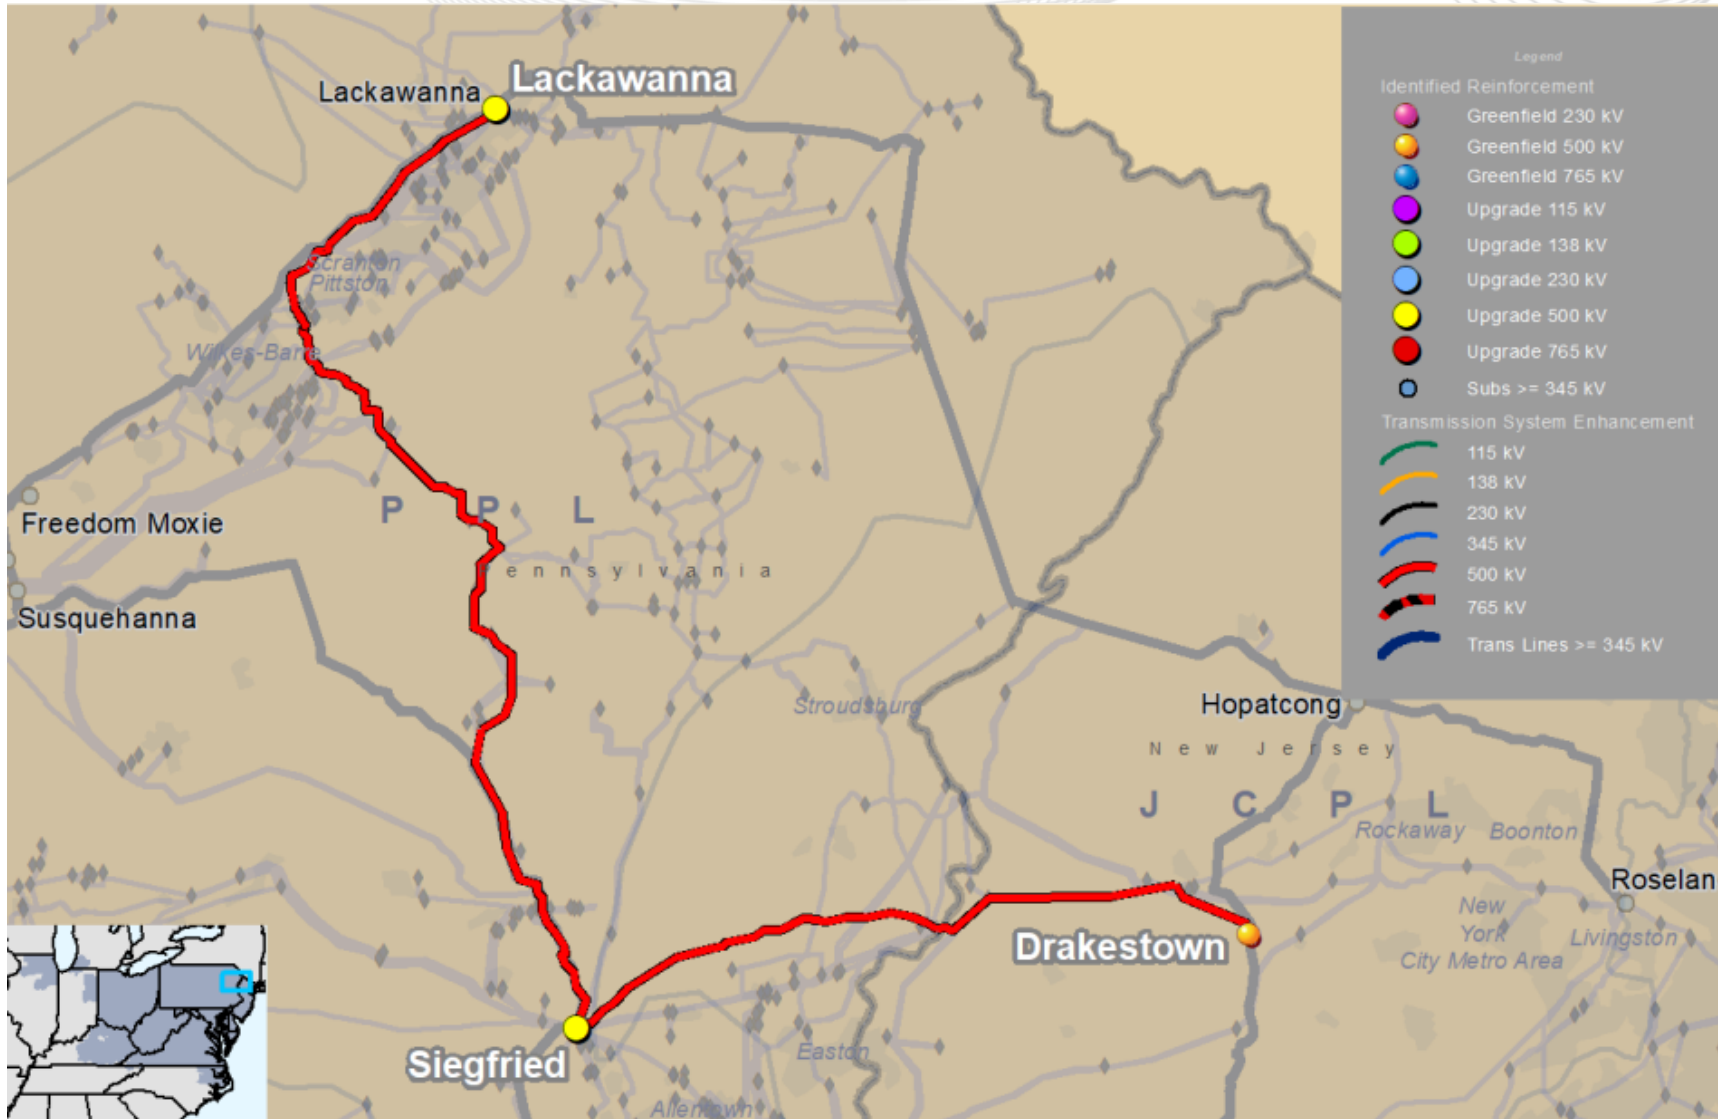 Lackawanna
Lackawanna
Scranton
Pittston
Wilkes-Barre
Freedom Moxie
Susquehanna
P P L
Pennsylvania
Stroudsburg
Hopatcong
New Jersey
J C P L
Rockaway
Boonton
Roselan
New
York
City Metro Area
Livingston
Drakestown
Siegfried
Easton
Allentown
Legend
Identified Reinforcement
Greenfield 230 kV
Greenfield 500 kV
Greenfield 765 kV
Upgrade 115 kV
Upgrade 138 kV
Upgrade 230 kV
Upgrade 500 kV
Upgrade 765 kV
Subs >= 345 kV
Transmission System Enhancement
115 kV
138 kV
230 kV
345 kV
500 kV
765 kV
Trans Lines >= 345 kV